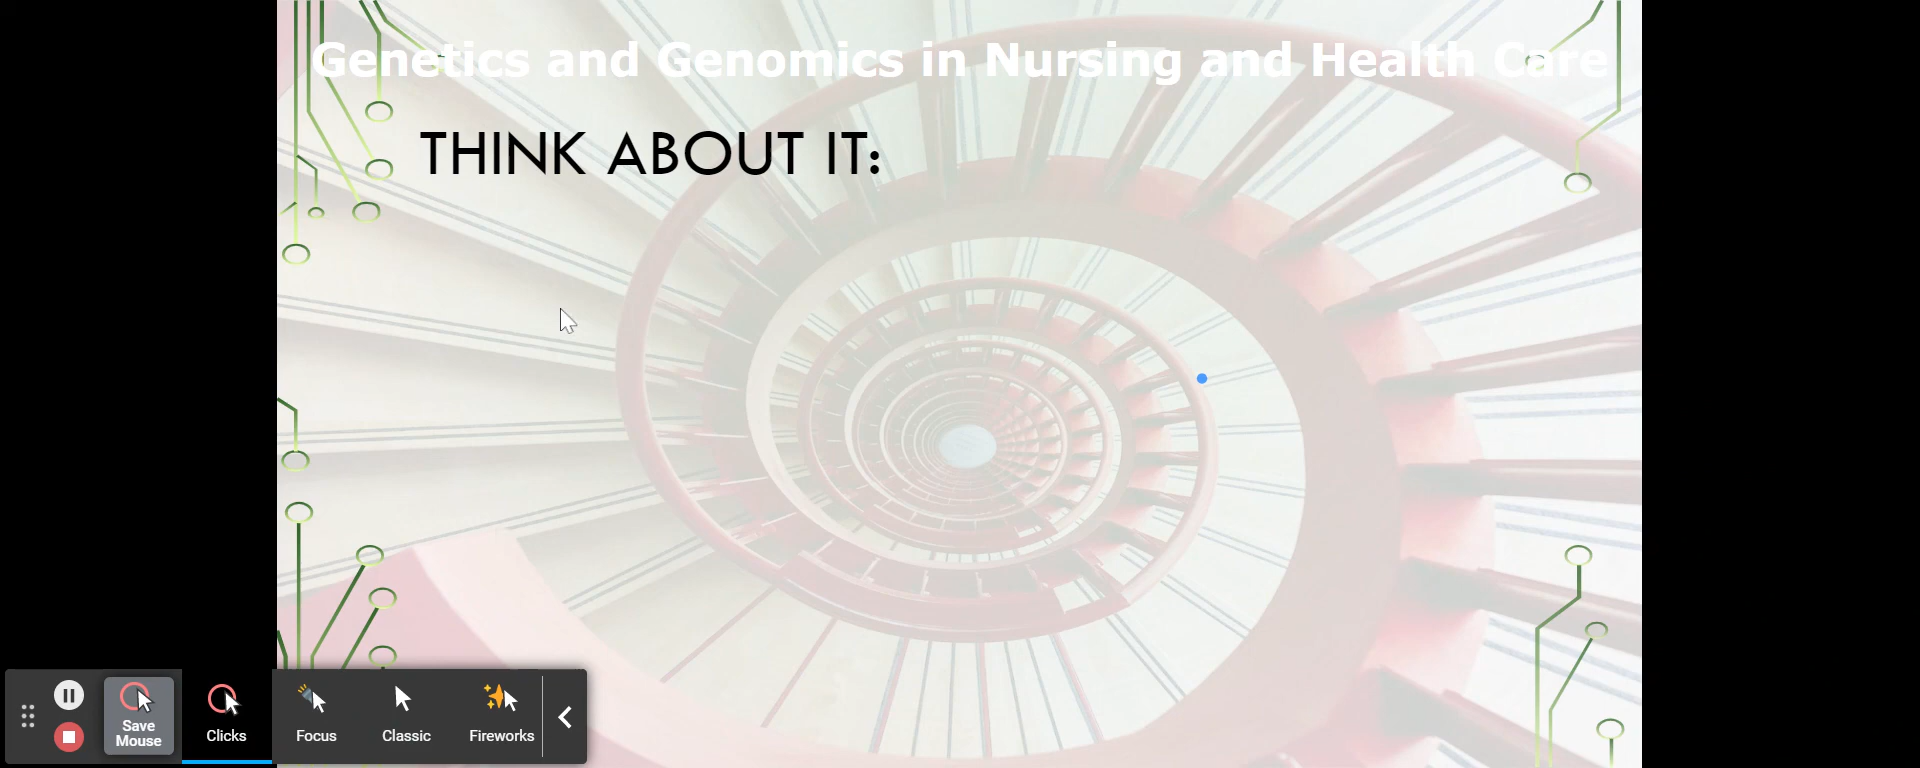 Genetics and Genomics in Nursing and Health Care
THINK ABOUT IT:
Save
Mouse
Clicks
Focus
Classic
Fireworks